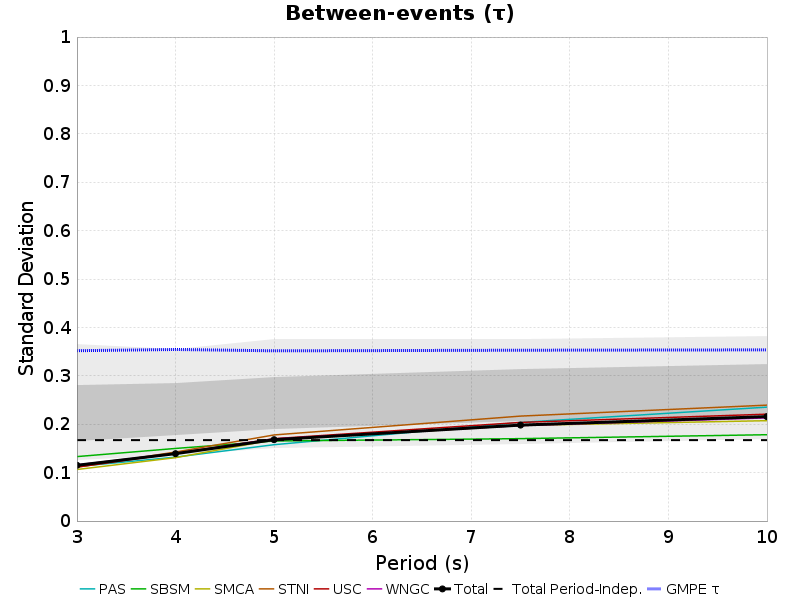 Between-events (τ)
Standard Deviation
1
0.9
0.8
0.7
0.6
0.5
0.4
0.3
0.2
0.1
0
3 4 5 6 7 8 9 10
Period (s)
PAS SBSM SMCA STNI USC WNGC Total Total Period-Indep. GMPE τ